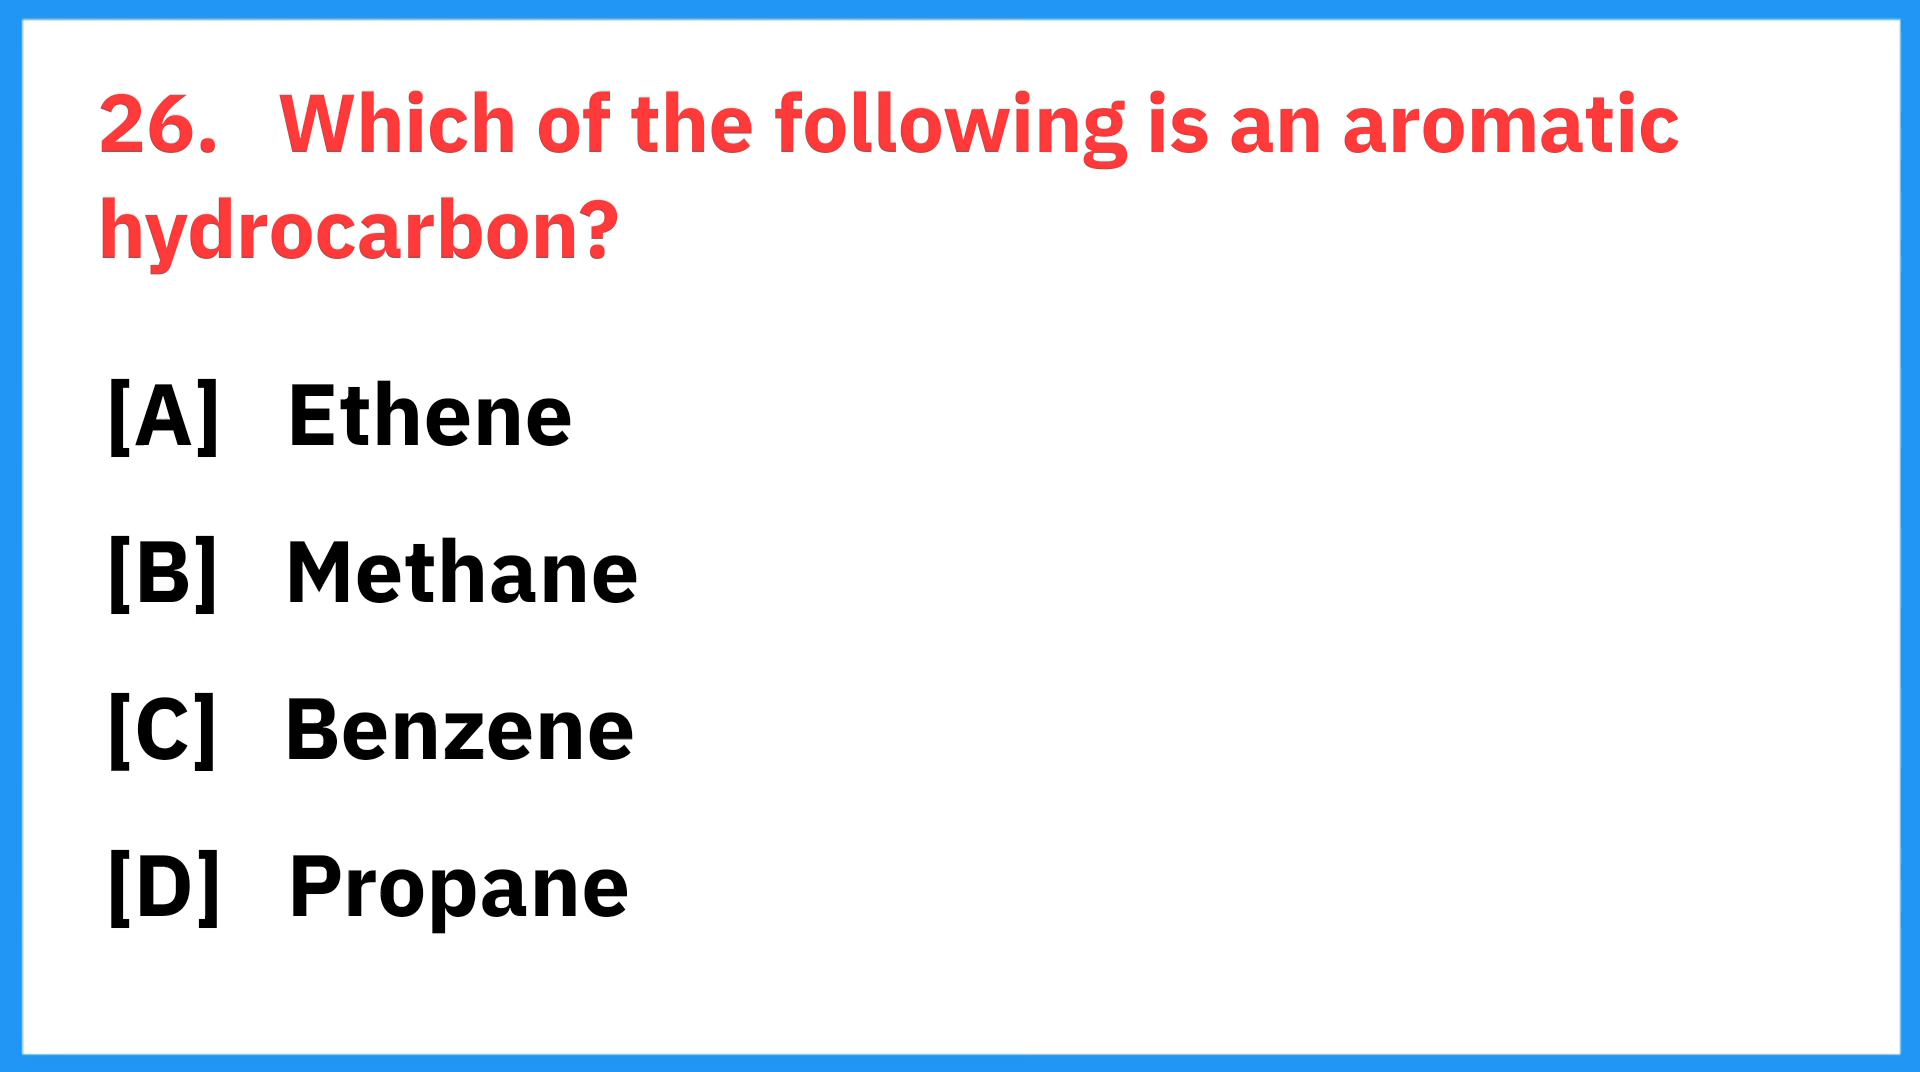 26. Which of the following is an aromatic
hydrocarbon?
[A] Ethene
[B] Methane
[C] Benzene
[D] Propane